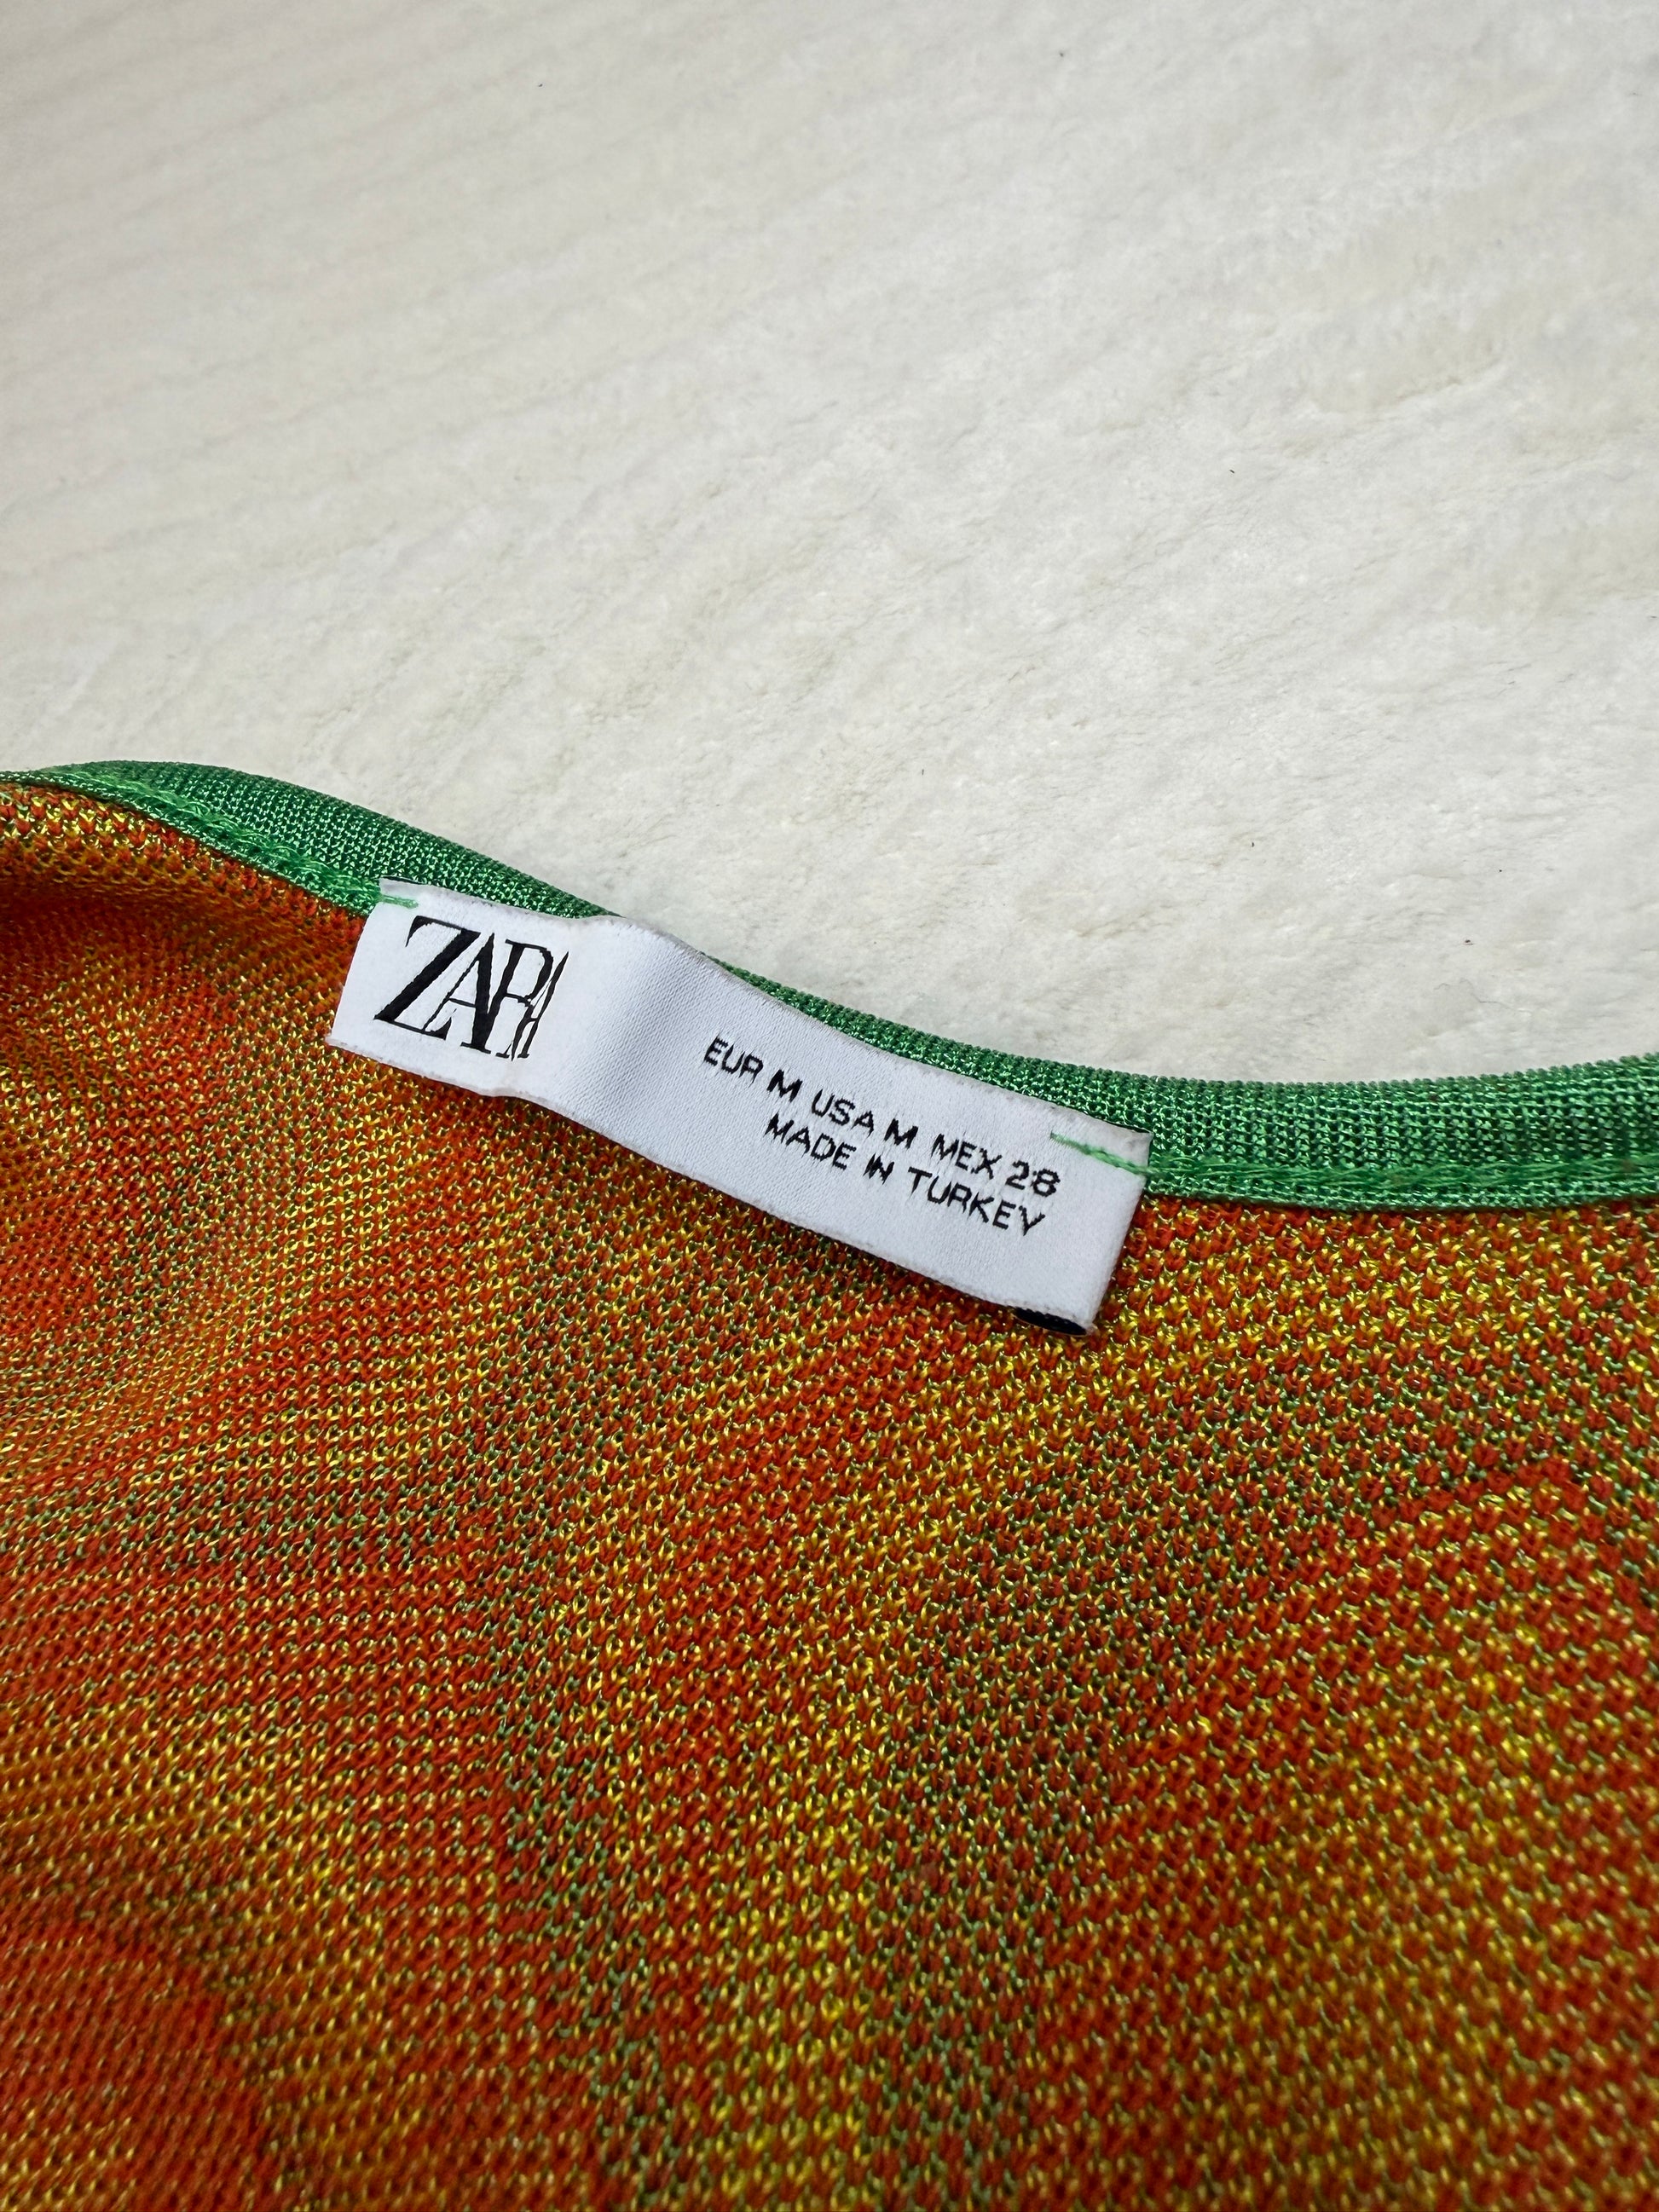 ZARA
EUR M USA M MEX 28
MADE IN TURKEY